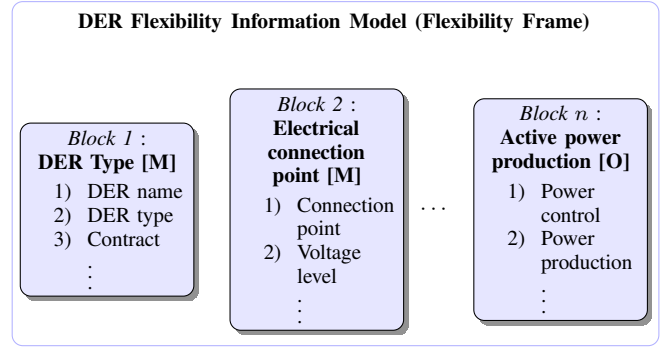 DER Flexibility Information Model (Flexibility Frame)
Block 1 :
DER Type [M]
1) DER name
2) DER type
3) Contract
⋮
Block 2 :
Electrical
connection
point [M]
1) Connection
point
2) Voltage
level
⋮
...
Block n :
Active power
production [O]
1) Power
control
2) Power
production
⋮